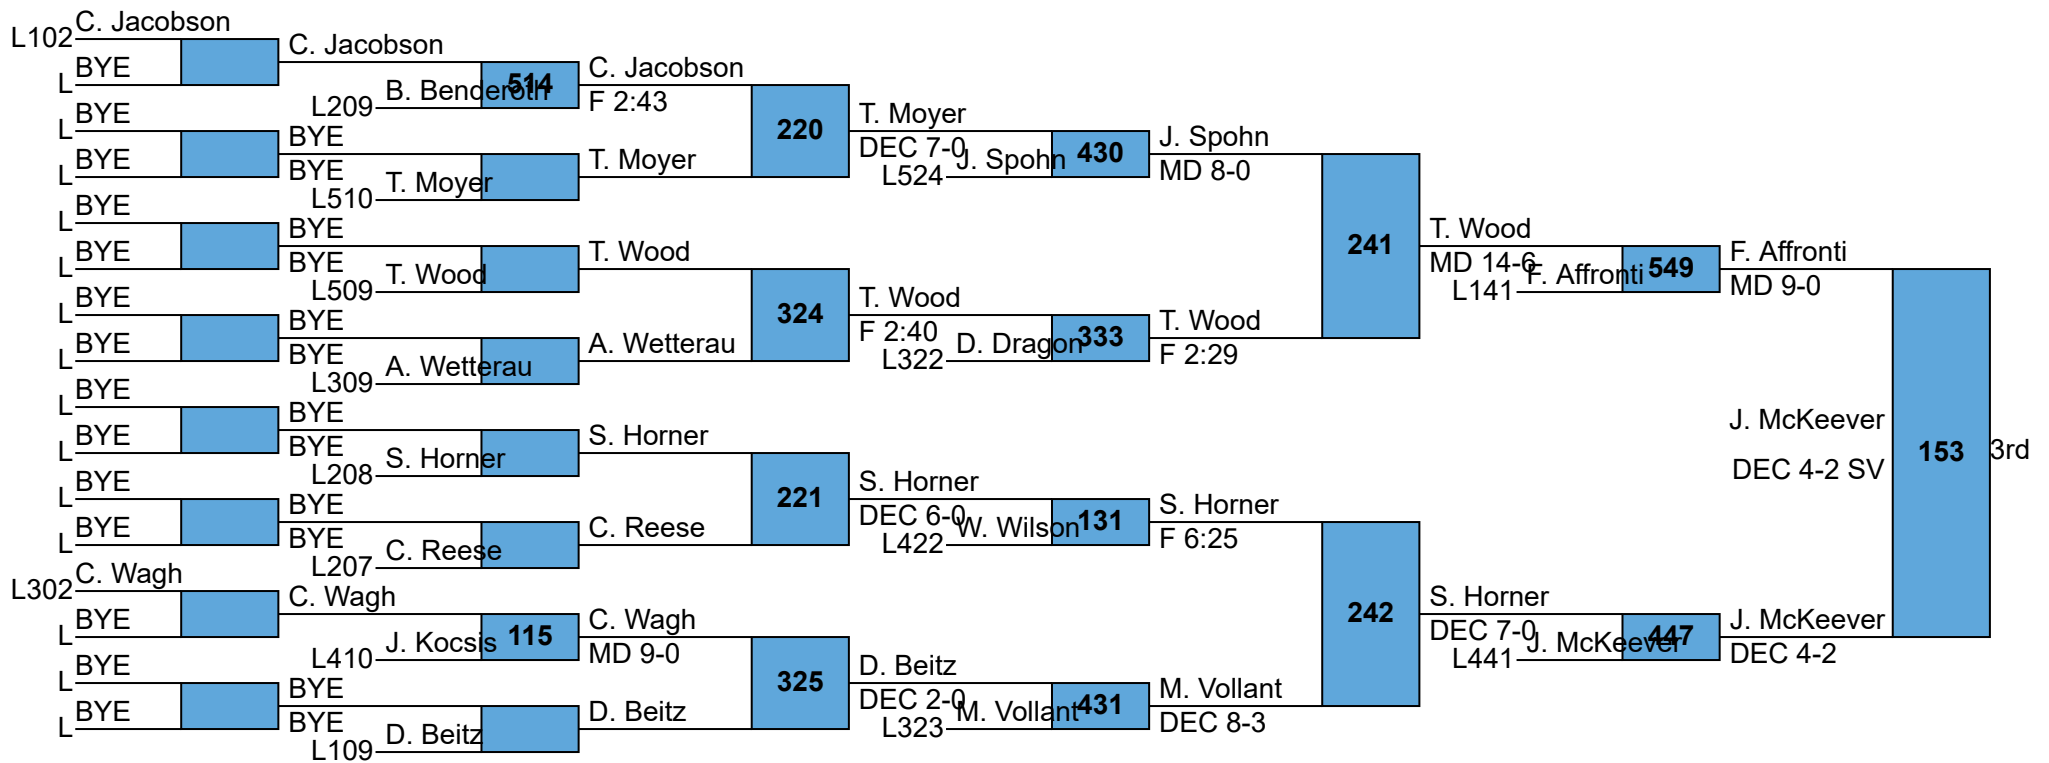 C. Jacobson
L102
BYE
L
BYE
L
BYE
L
BYE
L
BYE
L
BYE
L
BYE
L
BYE
L
BYE
L
BYE
L
BYE
L
C. Wagh
L302
BYE
L
BYE
L
BYE
L
C. Jacobson
514
B. Benderoth
L209
BYE
BYE
T. Moyer
L510
BYE
BYE
T. Wood
L509
BYE
BYE
A. Wetterau
L309
BYE
BYE
S. Horner
L208
BYE
BYE
C. Reese
L207
C. Wagh
115
J. Kocsis
L410
BYE
BYE
D. Beitz
L109
C. Jacobson
F 2:43
220
T. Moyer
T. Wood
324
A. Wetterau
S. Horner
221
C. Reese
C. Wagh
MD 9-0
325
D. Beitz
T. Moyer
DEC 7-0
430
J. Spohn
L524
T. Wood
F 2:40
333
D. Dragon
L322
S. Horner
DEC 6-0
131
W. Wilson
L422
D. Beitz
DEC 2-0
431
M. Vollant
L323
J. Spohn
MD 8-0
241
T. Wood
F 2:29
S. Horner
F 6:25
242
M. Vollant
DEC 8-3
T. Wood
MD 14-6
549
F. Affronti
L141
S. Horner
DEC 7-0
447
J. McKeever
L441
F. Affronti
MD 9-0
J. McKeever
DEC 4-2 SV
153
3rd
J. McKeever
DEC 4-2